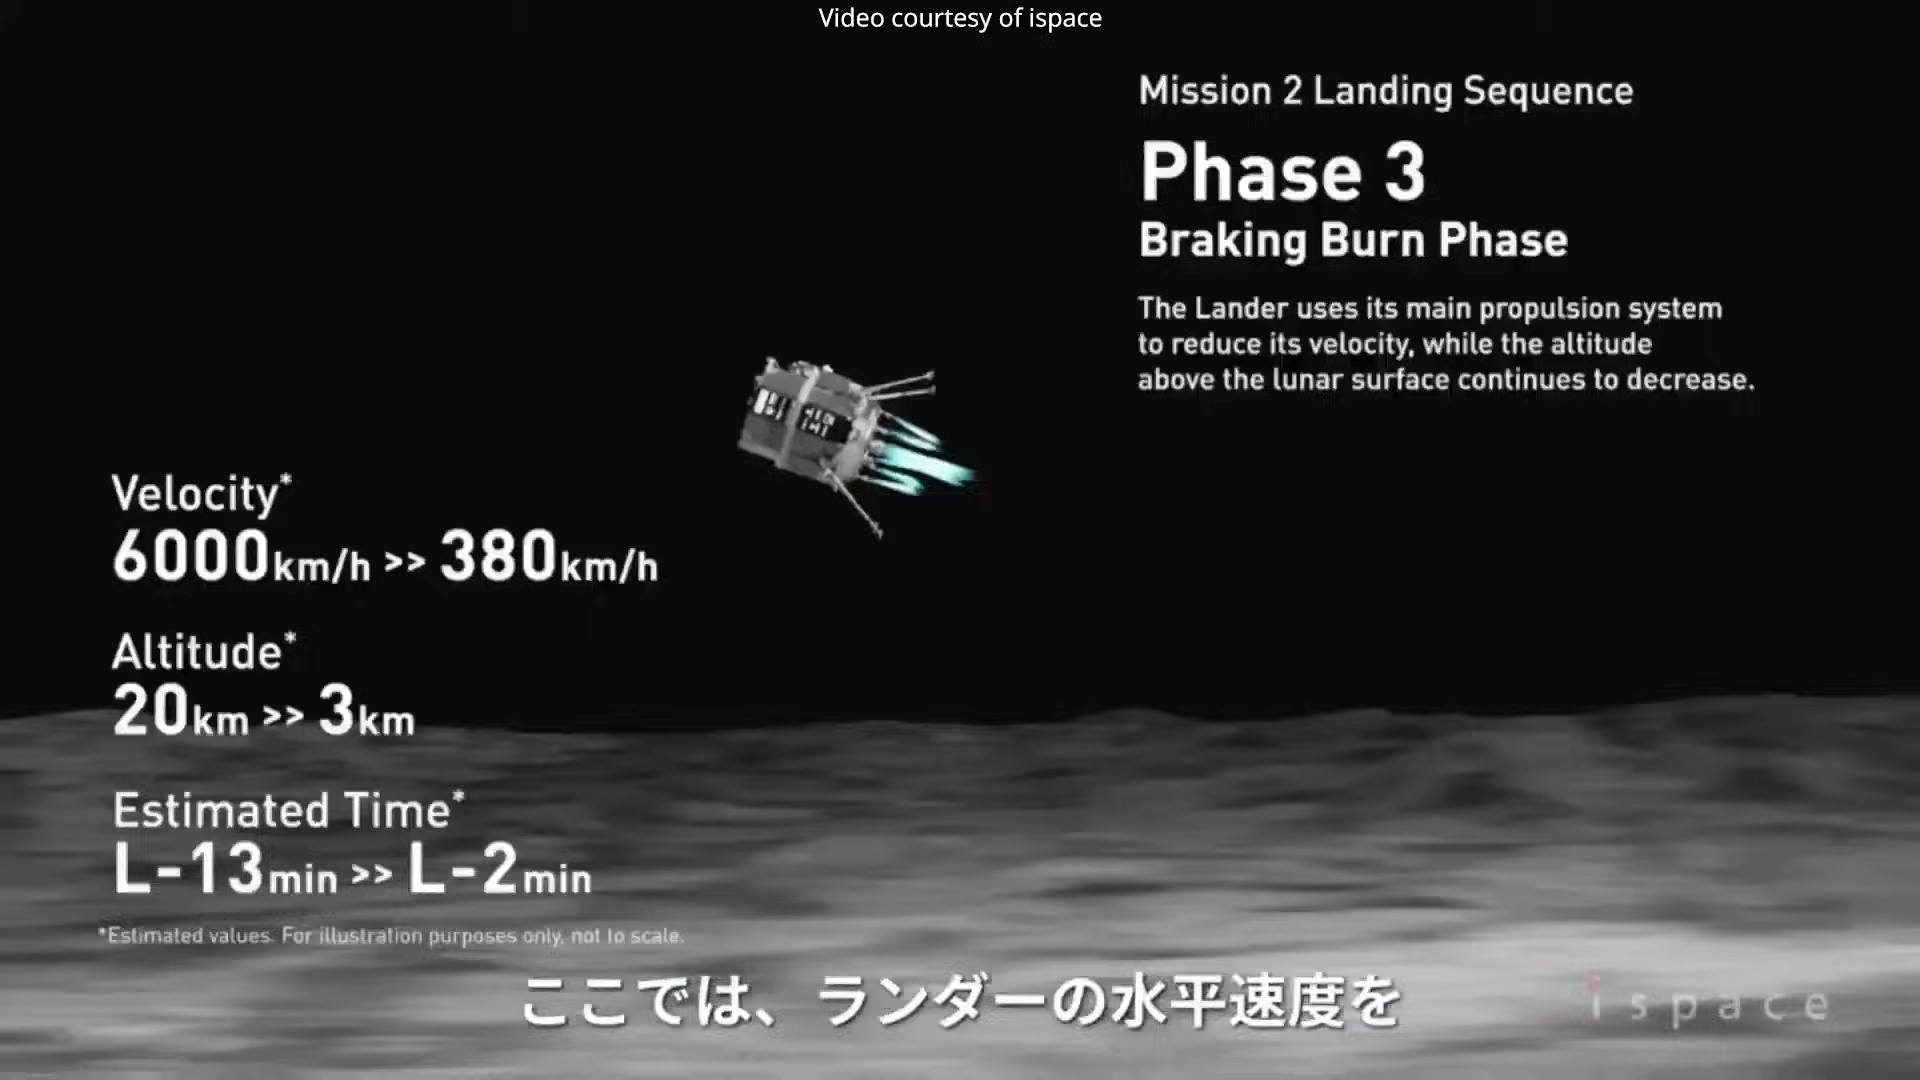 Video courtesy of ispace
Mission 2 Landing Sequence
Phase 3
Braking Burn Phase
The Lander uses its main propulsion system
to reduce its velocity, while the altitude
above the lunar surface continues to decrease.
Velocity*
6000km/h >> 380km/h
Altitude*
20km >> 3km
Estimated Time*
L-13min >> L-2min
*Estimated values. For illustration purposes only, not to scale.
ここでは、ランダーの水平速度を
ispace